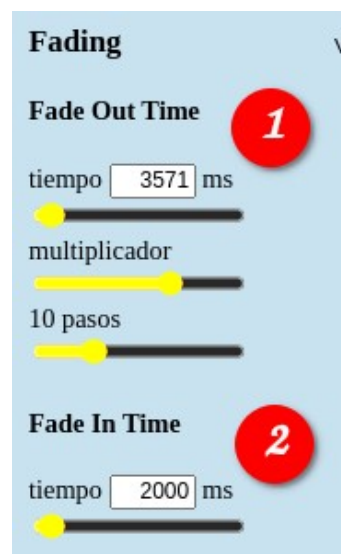 Fading
Fade Out Time
1
tiempo 3571 ms
multiplicador
10 pasos
Fade In Time
2
tiempo 2000 ms